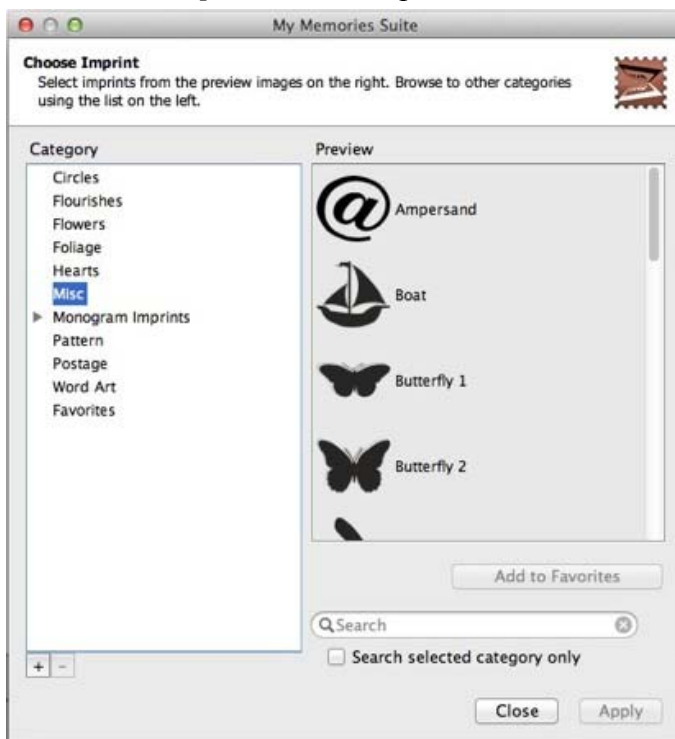 My Memories Suite
Choose Imprint
Select imprints from the preview images on the right. Browse to other categories
using the list on the left.
Category
Circles
Flourishes
Flowers
Foliage
Hearts
Misc
Monogram Imprints
Pattern
Postage
Word Art
Favorites
+ -
Preview
@ Ampersand
Boat
Butterfly 1
Butterfly 2
Add to Favorites
Search
Search selected category only
Close Apply